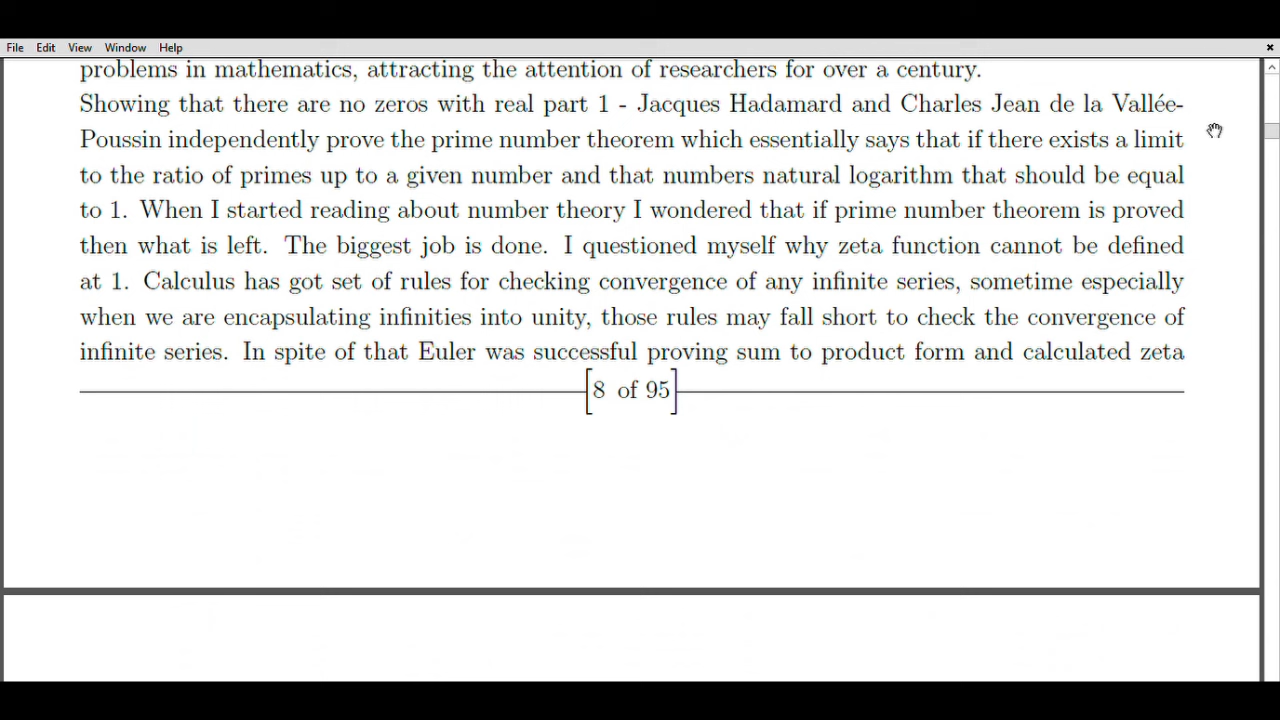 File Edit View Window Help
problems in mathematics, attracting the attention of researchers for over a century.
Showing that there are no zeros with real part 1 - Jacques Hadamard and Charles Jean de la Vallée-
Poussin independently prove the prime number theorem which essentially says that if there exists a limit
to the ratio of primes up to a given number and that numbers natural logarithm that should be equal
to 1. When I started reading about number theory I wondered that if prime number theorem is proved
then what is left. The biggest job is done. I questioned myself why zeta function cannot be defined
at 1. Calculus has got set of rules for checking convergence of any infinite series, sometime especially
when we are encapsulating infinities into unity, those rules may fall short to check the convergence of
infinite series. In spite of that Euler was successful proving sum to product form and calculated zeta
[8 of 95]